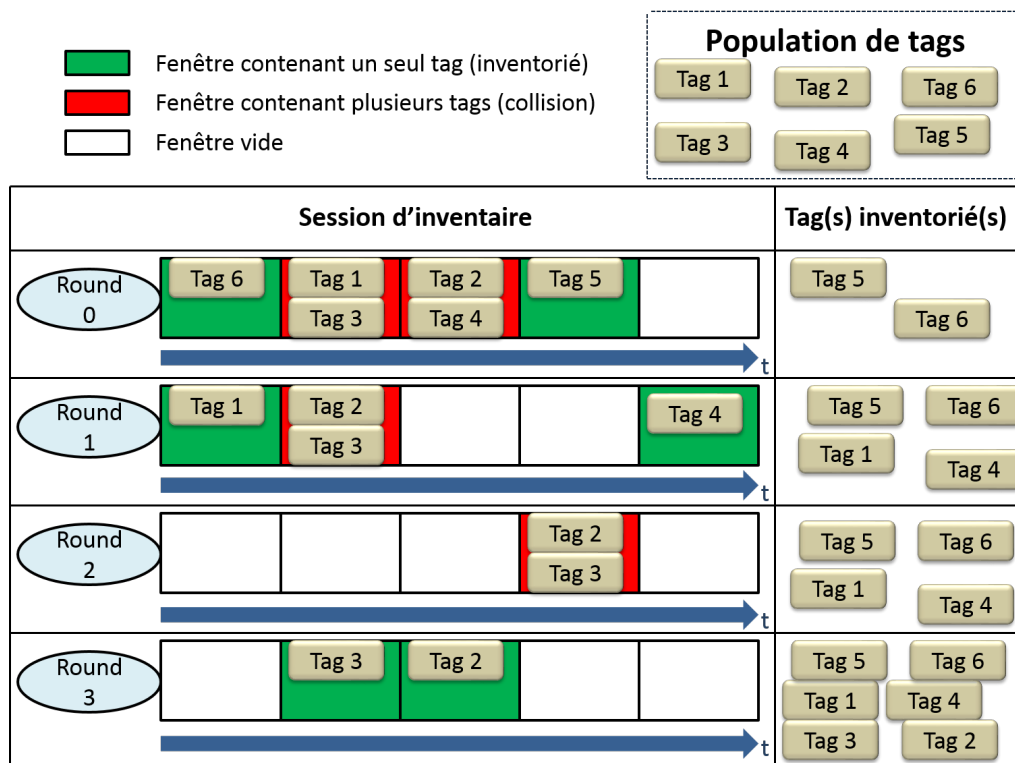 Population de tags
Fenêtre contenant un seul tag (inventorié)
Fenêtre contenant plusieurs tags (collision)
Fenêtre vide
Tag 1
Tag 2
Tag 6
Tag 3
Tag 4
Tag 5
Session d'inventaire
Tag(s) inventorié(s)
Round
0
Tag 6
Tag 1
Tag 3
Tag 2
Tag 4
Tag 5
t
Tag 5
Tag 6
Round
1
Tag 1
Tag 2
Tag 3
Tag 4
t
Tag 5
Tag 6
Tag 1
Tag 4
Round
2
Tag 2
Tag 3
t
Tag 5
Tag 6
Tag 1
Tag 4
Round
3
Tag 3
Tag 2
t
Tag 5
Tag 6
Tag 1
Tag 4
Tag 3
Tag 2